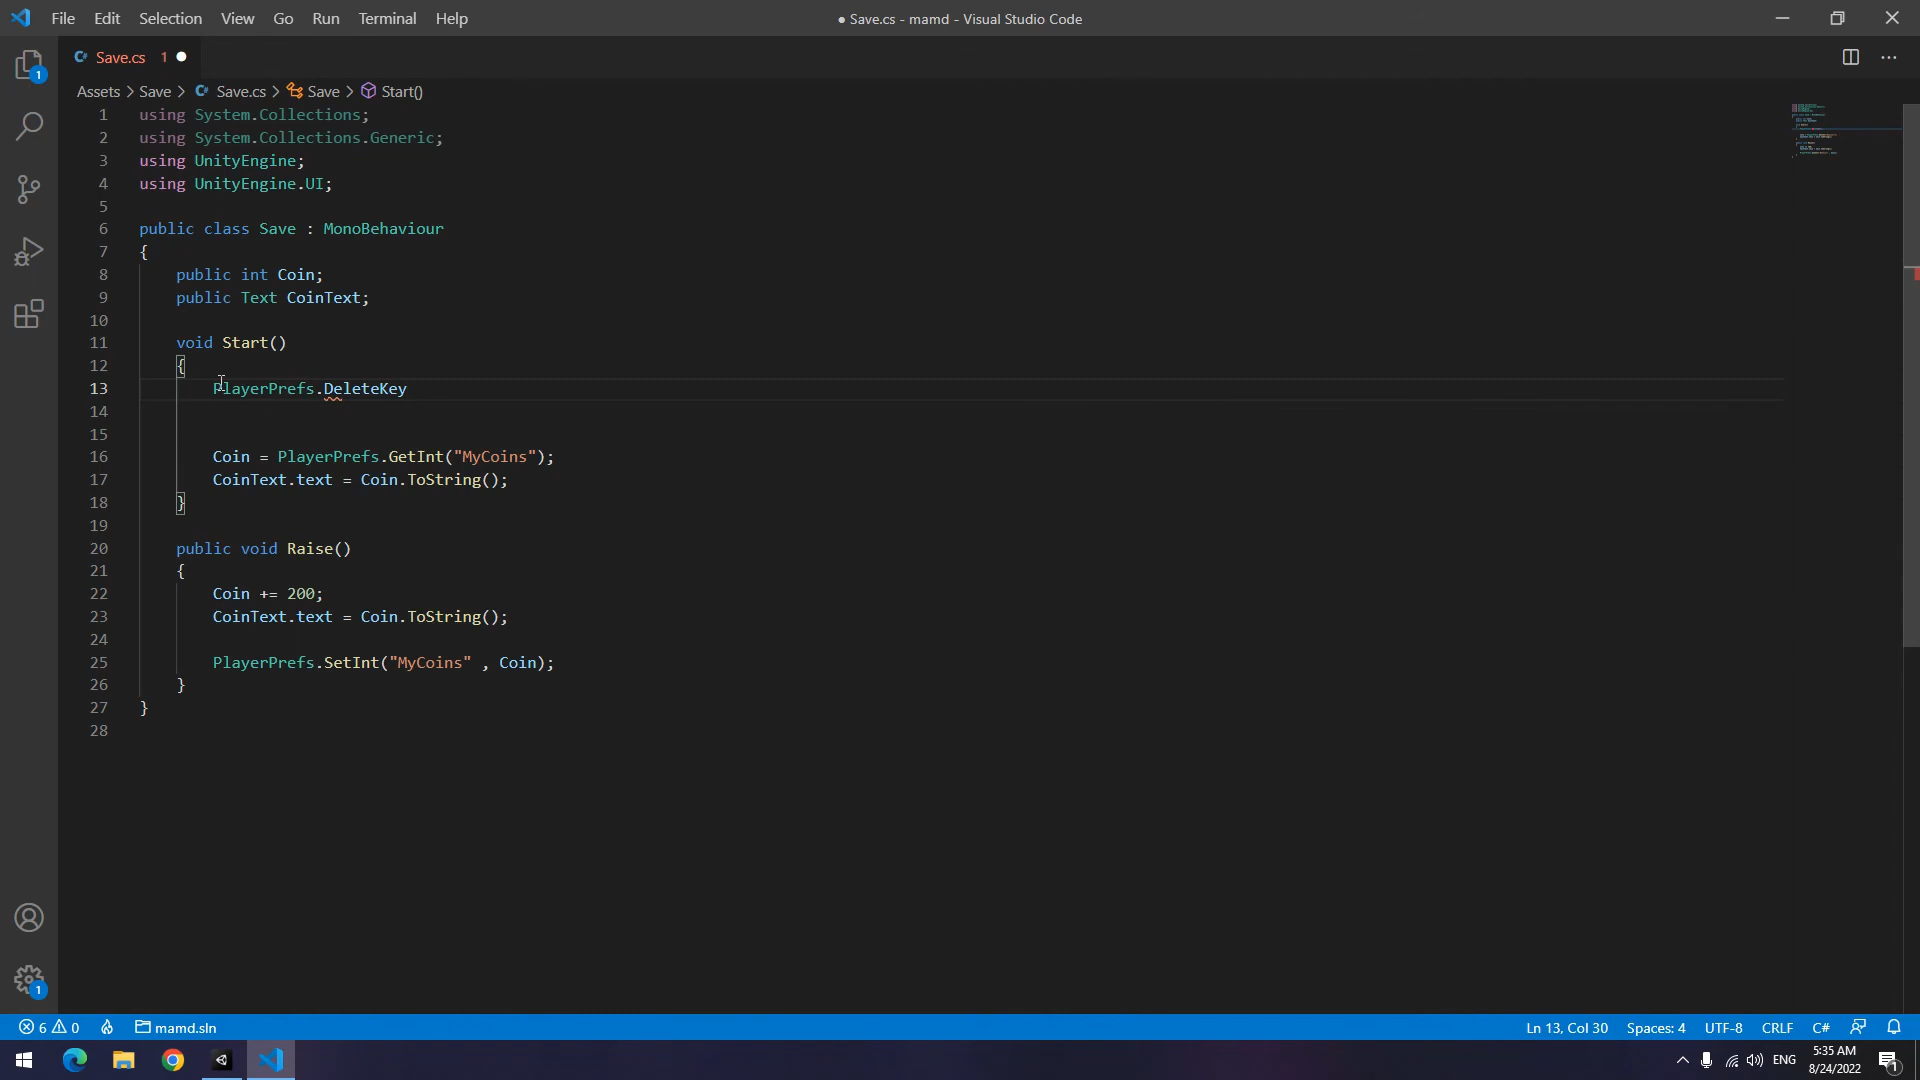 File Edit Selection View Go Run Terminal Help
● Save.cs - mamd - Visual Studio Code
Save.cs 1
Assets > Save > Save.cs > Save > Start()
1 using System.Collections;
2 using System.Collections.Generic;
3 using UnityEngine;
4 using UnityEngine.UI;
5
6 public class Save : MonoBehaviour
7 {
8 public int Coin;
9 public Text CoinText;
10
11 void Start()
12 {
13 PlayerPrefs.DeleteKey
14
15
16 Coin = PlayerPrefs.GetInt("MyCoins");
17 CoinText.text = Coin.ToString();
18 }
19
20 public void Raise()
21 {
22 Coin += 200;
23 CoinText.text = Coin.ToString();
24
25 PlayerPrefs.SetInt("MyCoins" , Coin);
26 }
27 }
28
1
1
6 0 mamd.sln
Ln 13, Col 30 Spaces: 4 UTF-8 CRLF C#
ENG
5:35 AM
8/24/2022
1